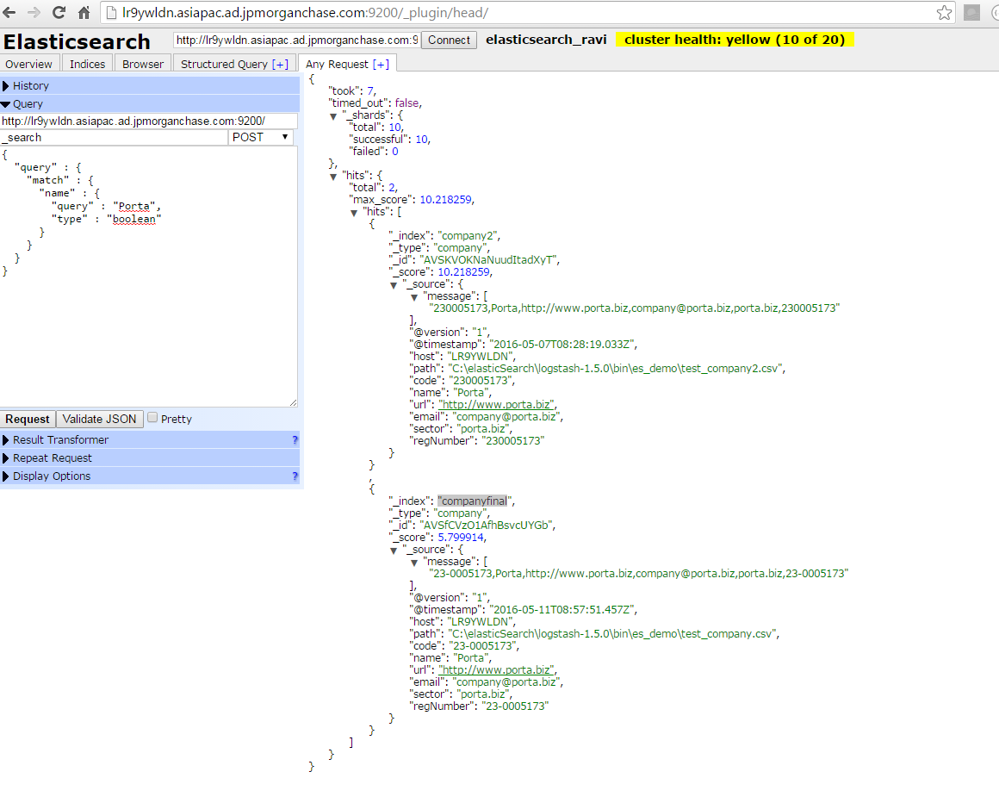 lr9ywldn.asiapac.ad.jpmorganchase.com:9200/_plugin/head/
Elasticsearch
http://lr9ywldn.asiapac.ad.jpmorganchase.com:9
Connect
elasticsearch_ravi
cluster health: yellow (10 of 20)
Overview
Indices
Browser
Structured Query [+]
Any Request [+]
History
Query
http://lr9ywldn.asiapac.ad.jpmorganchase.com:9200/
_search
POST
{
"query" : {
"match" : {
"name" : {
"query" : "Porta",
"type" : "boolean"
}
}
}
}
Request
Validate JSON
Pretty
Result Transformer ?
Repeat Request
Display Options ?
{
"took": 7,
"timed_out": false,
"_shards": {
"total": 10,
"successful": 10,
"failed": 0
},
"hits": {
"total": 2,
"max_score": 10.218259,
"hits": [
{
"_index": "company2",
"_type": "company",
"_id": "AVSKVOKNaNuudItadXyT",
"_score": 10.218259,
"_source": {
"message": [
"230005173,Porta,http://www.porta.biz,company@porta.biz,porta.biz,230005173"
],
"@version": "1",
"@timestamp": "2016-05-07T08:28:19.033Z",
"host": "LR9YWLDN",
"path": "C:\elasticSearch\logstash-1.5.0\bin\es_demo\test_company2.csv",
"code": "230005173",
"name": "Porta",
"url": "http://www.porta.biz",
"email": "company@porta.biz",
"sector": "porta.biz",
"regNumber": "230005173"
}
}
,
{
"_index": "companyfinal",
"_type": "company",
"_id": "AVSfCVzO1AfhBsvcUYGb",
"_score": 5.799914,
"_source": {
"message": [
"23-0005173,Porta,http://www.porta.biz,company@porta.biz,porta.biz,23-0005173"
],
"@version": "1",
"@timestamp": "2016-05-11T08:57:51.457Z",
"host": "LR9YWLDN",
"path": "C:\elasticSearch\logstash-1.5.0\bin\es_demo\test_company.csv",
"code": "23-0005173",
"name": "Porta",
"url": "http://www.porta.biz",
"email": "company@porta.biz",
"sector": "porta.biz",
"regNumber": "23-0005173"
}
}
]
}
}